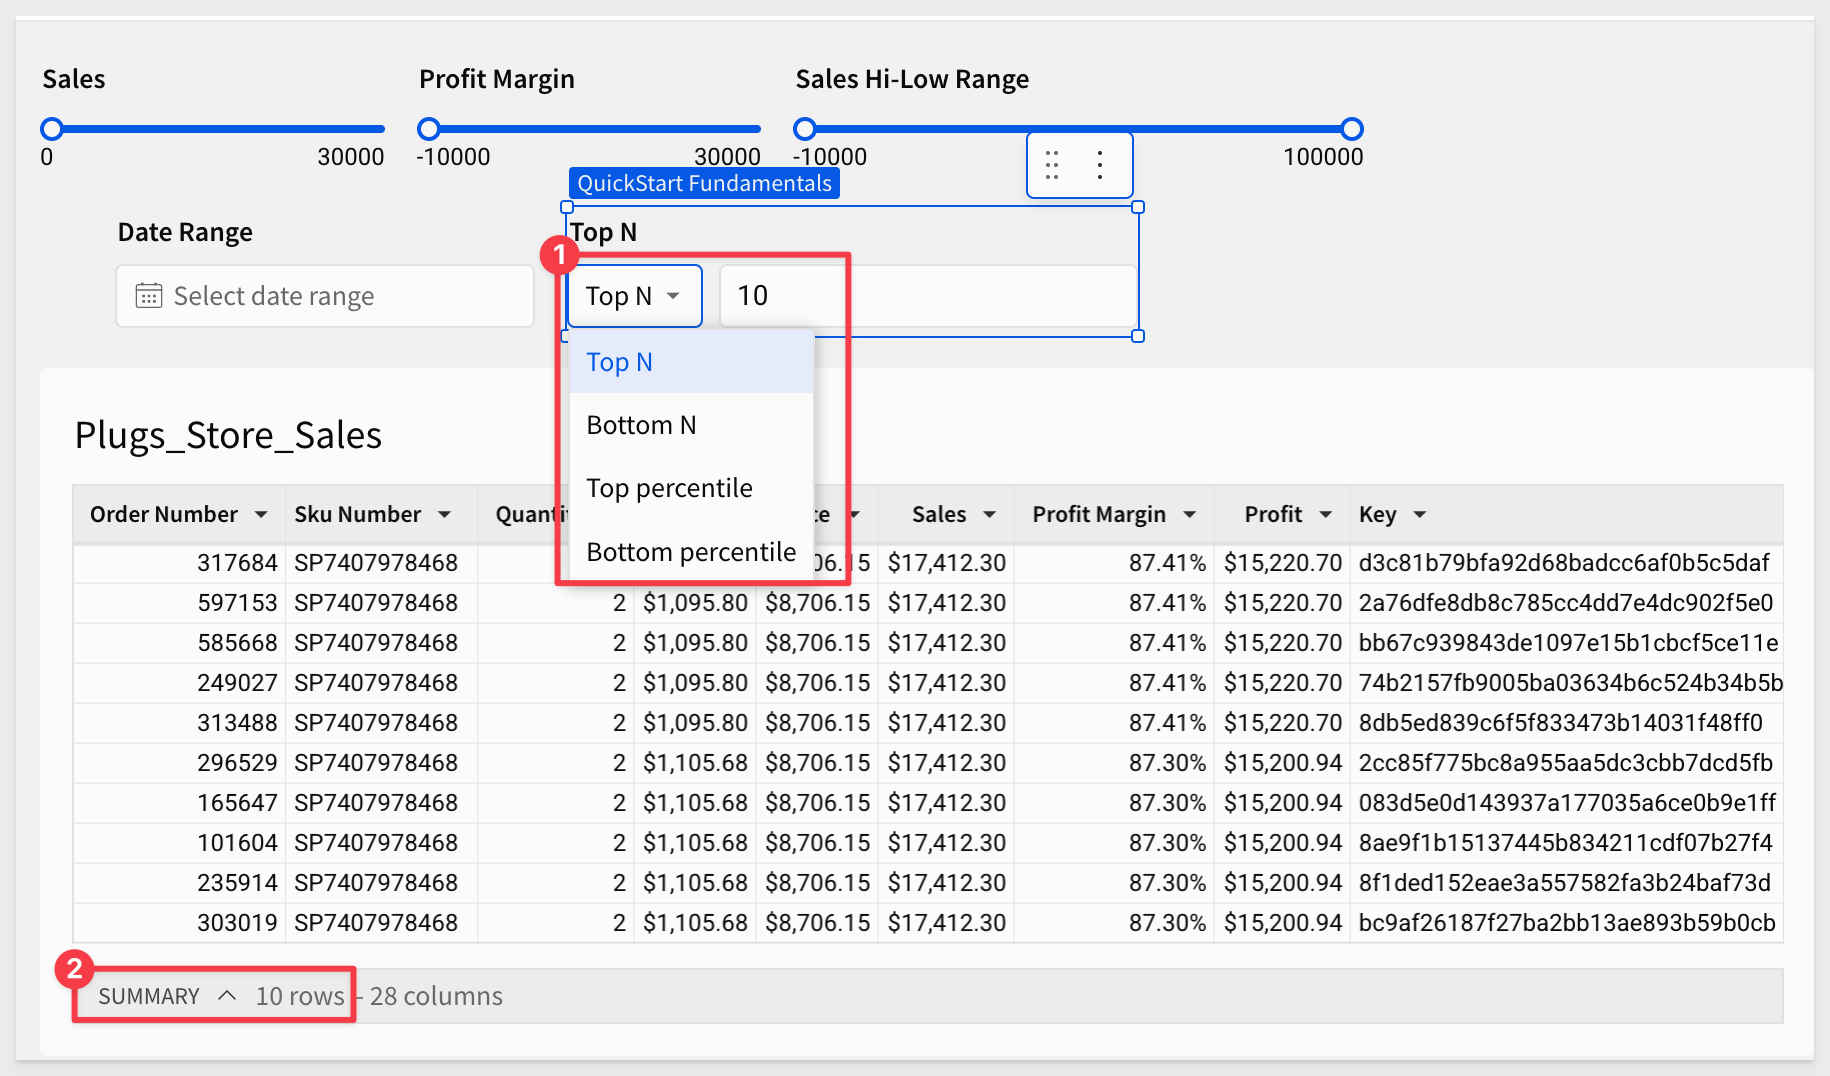 Sales Profit Margin Sales Hi-Low Range
0 30000 -10000 30000 -10000 100000
QuickStart Fundamentals
Date Range Top N
1
Select date range Top N 10
Top N
Bottom N
Top percentile
Bottom percentile
Plugs_Store_Sales
Order Number Sku Number Quanti ce Sales Profit Margin Profit Key
317684 SP7407978468 06.15 $17,412.30 87.41% $15,220.70 d3c81b79bfa92d68badcc6af0b5c5daf
597153 SP7407978468 2 $1,095.80 $8,706.15 $17,412.30 87.41% $15,220.70 2a76dfe8db8c785cc4dd7e4dc902f5e0
585668 SP7407978468 2 $1,095.80 $8,706.15 $17,412.30 87.41% $15,220.70 bb67c939843de1097e15b1cbcf5ce11e
249027 SP7407978468 2 $1,095.80 $8,706.15 $17,412.30 87.41% $15,220.70 74b2157fb9005ba03634b6c524b34b5b
313488 SP7407978468 2 $1,095.80 $8,706.15 $17,412.30 87.41% $15,220.70 8db5ed839c6f5f833473b14031f48ff0
296529 SP7407978468 2 $1,105.68 $8,706.15 $17,412.30 87.30% $15,200.94 2cc85f775bc8a955aa5dc3cbb7dcd5fb
165647 SP7407978468 2 $1,105.68 $8,706.15 $17,412.30 87.30% $15,200.94 083d5e0d143937a177035a6ce0b9e1ff
101604 SP7407978468 2 $1,105.68 $8,706.15 $17,412.30 87.30% $15,200.94 8ae9f1b15137445b834211cdf07b27f4
235914 SP7407978468 2 $1,105.68 $8,706.15 $17,412.30 87.30% $15,200.94 8f1ded152eae3a557582fa3b24baf73d
303019 SP7407978468 2 $1,105.68 $8,706.15 $17,412.30 87.30% $15,200.94 bc9af26187f27ba2bb13ae893b59b0cb
2
SUMMARY 10 rows - 28 columns